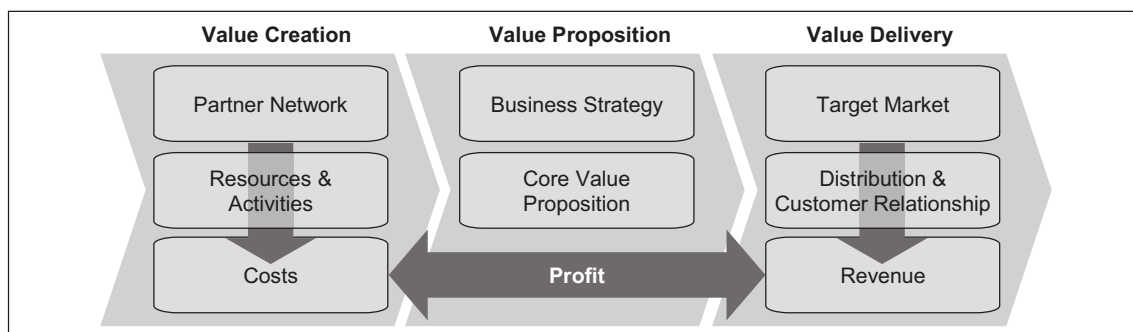 Value Creation
Value Proposition
Value Delivery
Partner Network
Business Strategy
Target Market
Resources &
Activities
Core Value
Proposition
Distribution &
Customer Relationship
Costs
Profit
Revenue